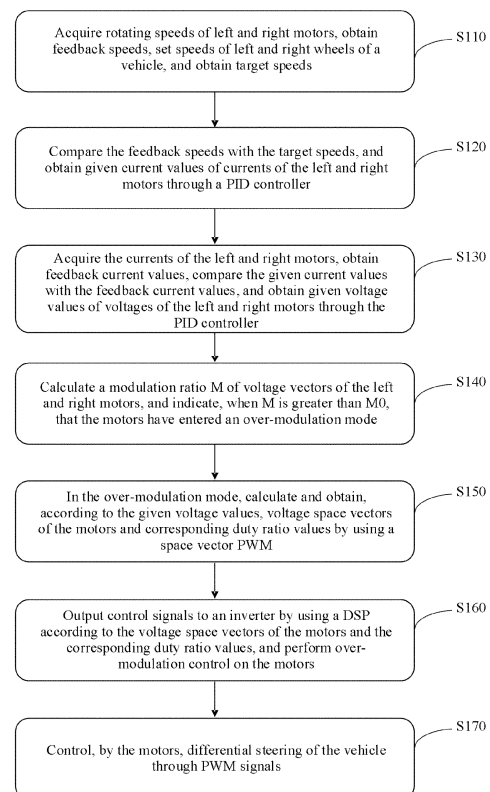 Acquire rotating speeds of left and right motors, obtain
feedback speeds, set speeds of left and right wheels of a
vehicle, and obtain target speeds
S110
Compare the feedback speeds with the target speeds, and
obtain given current values of currents of the left and right
motors through a PID controller
S120
Acquire the currents of the left and right motors, obtain
feedback current values, compare the given current values
with the feedback current values, and obtain given voltage
values of voltages of the left and right motors through the
PID controller
S130
Calculate a modulation ratio M of voltage vectors of the left
and right motors, and indicate, when M is greater than M0,
that the motors have entered an over-modulation mode
S140
In the over-modulation mode, calculate and obtain,
according to the given voltage values, voltage space vectors
of the motors and corresponding duty ratio values by using a
space vector PWM
S150
Output control signals to an inverter by using a DSP
according to the voltage space vectors of the motors and the
corresponding duty ratio values, and perform over-
modulation control on the motors
S160
Control, by the motors, differential steering of the vehicle
through PWM signals
S170